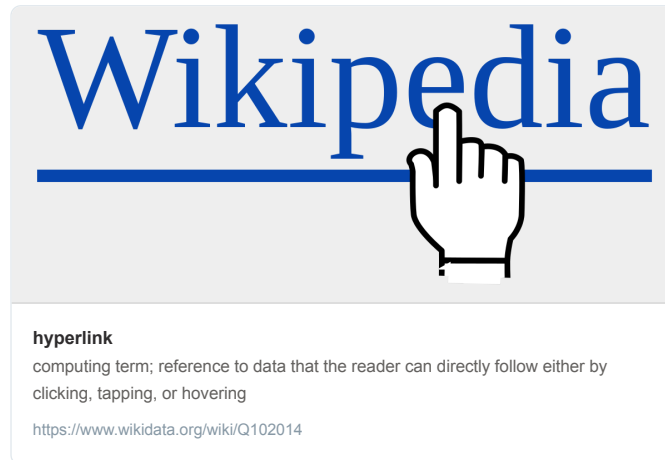 Wikipedia
hyperlink
computing term; reference to data that the reader can directly follow either by
clicking, tapping, or hovering
https://www.wikidata.org/wiki/Q102014